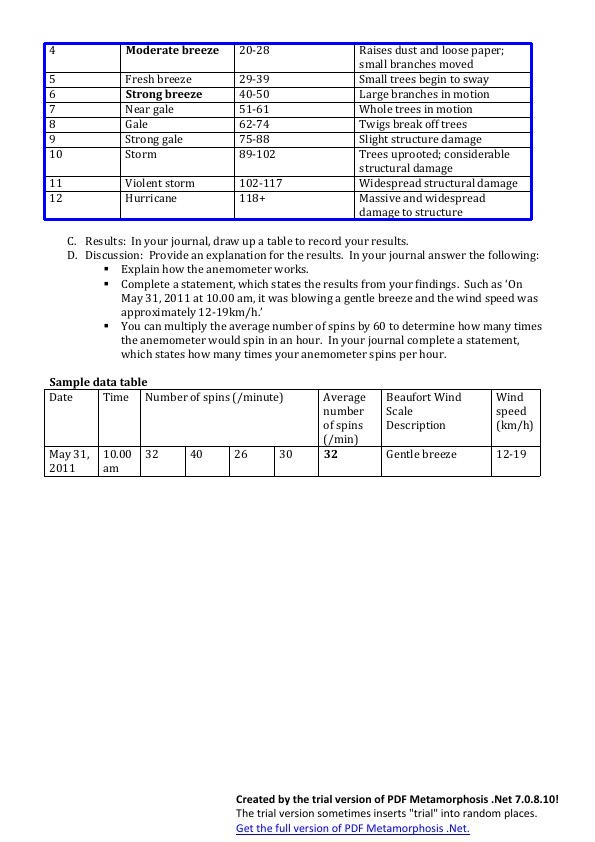 4 Moderate breeze 20-28 Raises dust and loose paper;
small branches moved
5 Fresh breeze 29-39 Small trees begin to sway
6 Strong breeze 40-50 Large branches in motion
7 Near gale 51-61 Whole trees in motion
8 Gale 62-74 Twigs break off trees
9 Strong gale 75-88 Slight structure damage
10 Storm 89-102 Trees uprooted; considerable
structural damage
11 Violent storm 102-117 Widespread structural damage
12 Hurricane 118+ Massive and widespread
damage to structure
C. Results: In your journal, draw up a table to record your results.
D. Discussion: Provide an explanation for the results. In your journal answer the following:
▪ Explain how the anemometer works.
▪ Complete a statement, which states the results from your findings. Such as ‘On
May 31, 2011 at 10.00 am, it was blowing a gentle breeze and the wind speed was
approximately 12-19km/h.’
▪ You can multiply the average number of spins by 60 to determine how many times
the anemometer would spin in an hour. In your journal complete a statement,
which states how many times your anemometer spins per hour.
Sample data table
Date Time Number of spins (/minute) Average Beaufort Wind Wind
number Scale speed
of spins Description (km/h)
(/min)
May 31, 10.00 32 40 26 30 32 Gentle breeze 12-19
2011 am
Created by the trial version of PDF Metamorphosis .Net 7.0.8.10!
The trial version sometimes inserts "trial" into random places.
Get the full version of PDF Metamorphosis .Net.